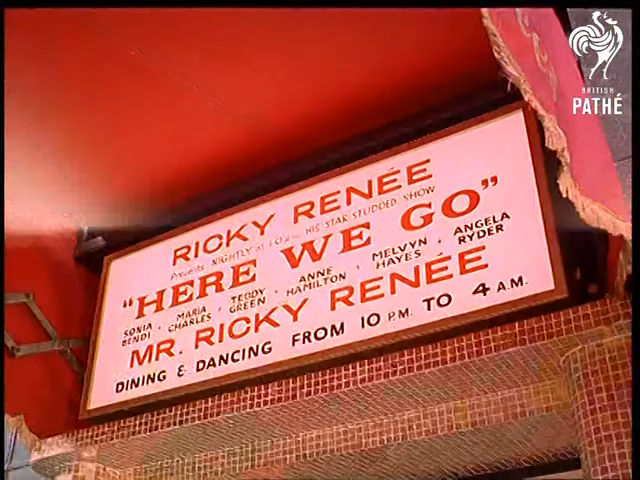 RICKY RENÉE
Presents NIGHTLY AT 1.0 A.M. HIS STAR STUDDED SHOW
"HERE WE GO"
SONIA BENDI MARIA CHARLES TEDDY GREEN ANNE HAMILTON MELVYN HAYES ANGELA RYDER
MR. RICKY RENÉE
DINING & DANCING FROM 10 P.M. TO 4 A.M.
BRITISH
PATHÉ